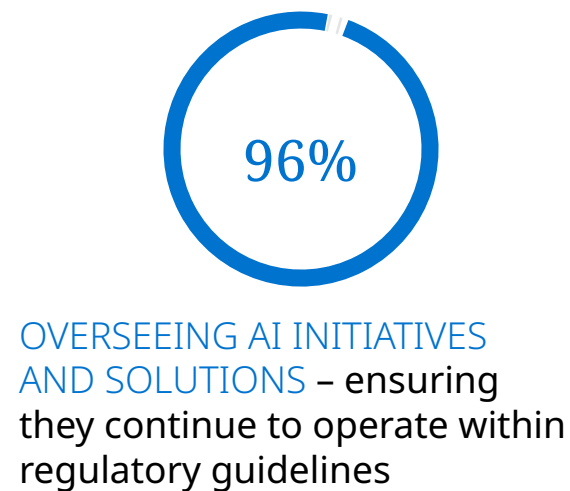 96%
OVERSEEING AI INITIATIVES
AND SOLUTIONS – ensuring
they continue to operate within
regulatory guidelines